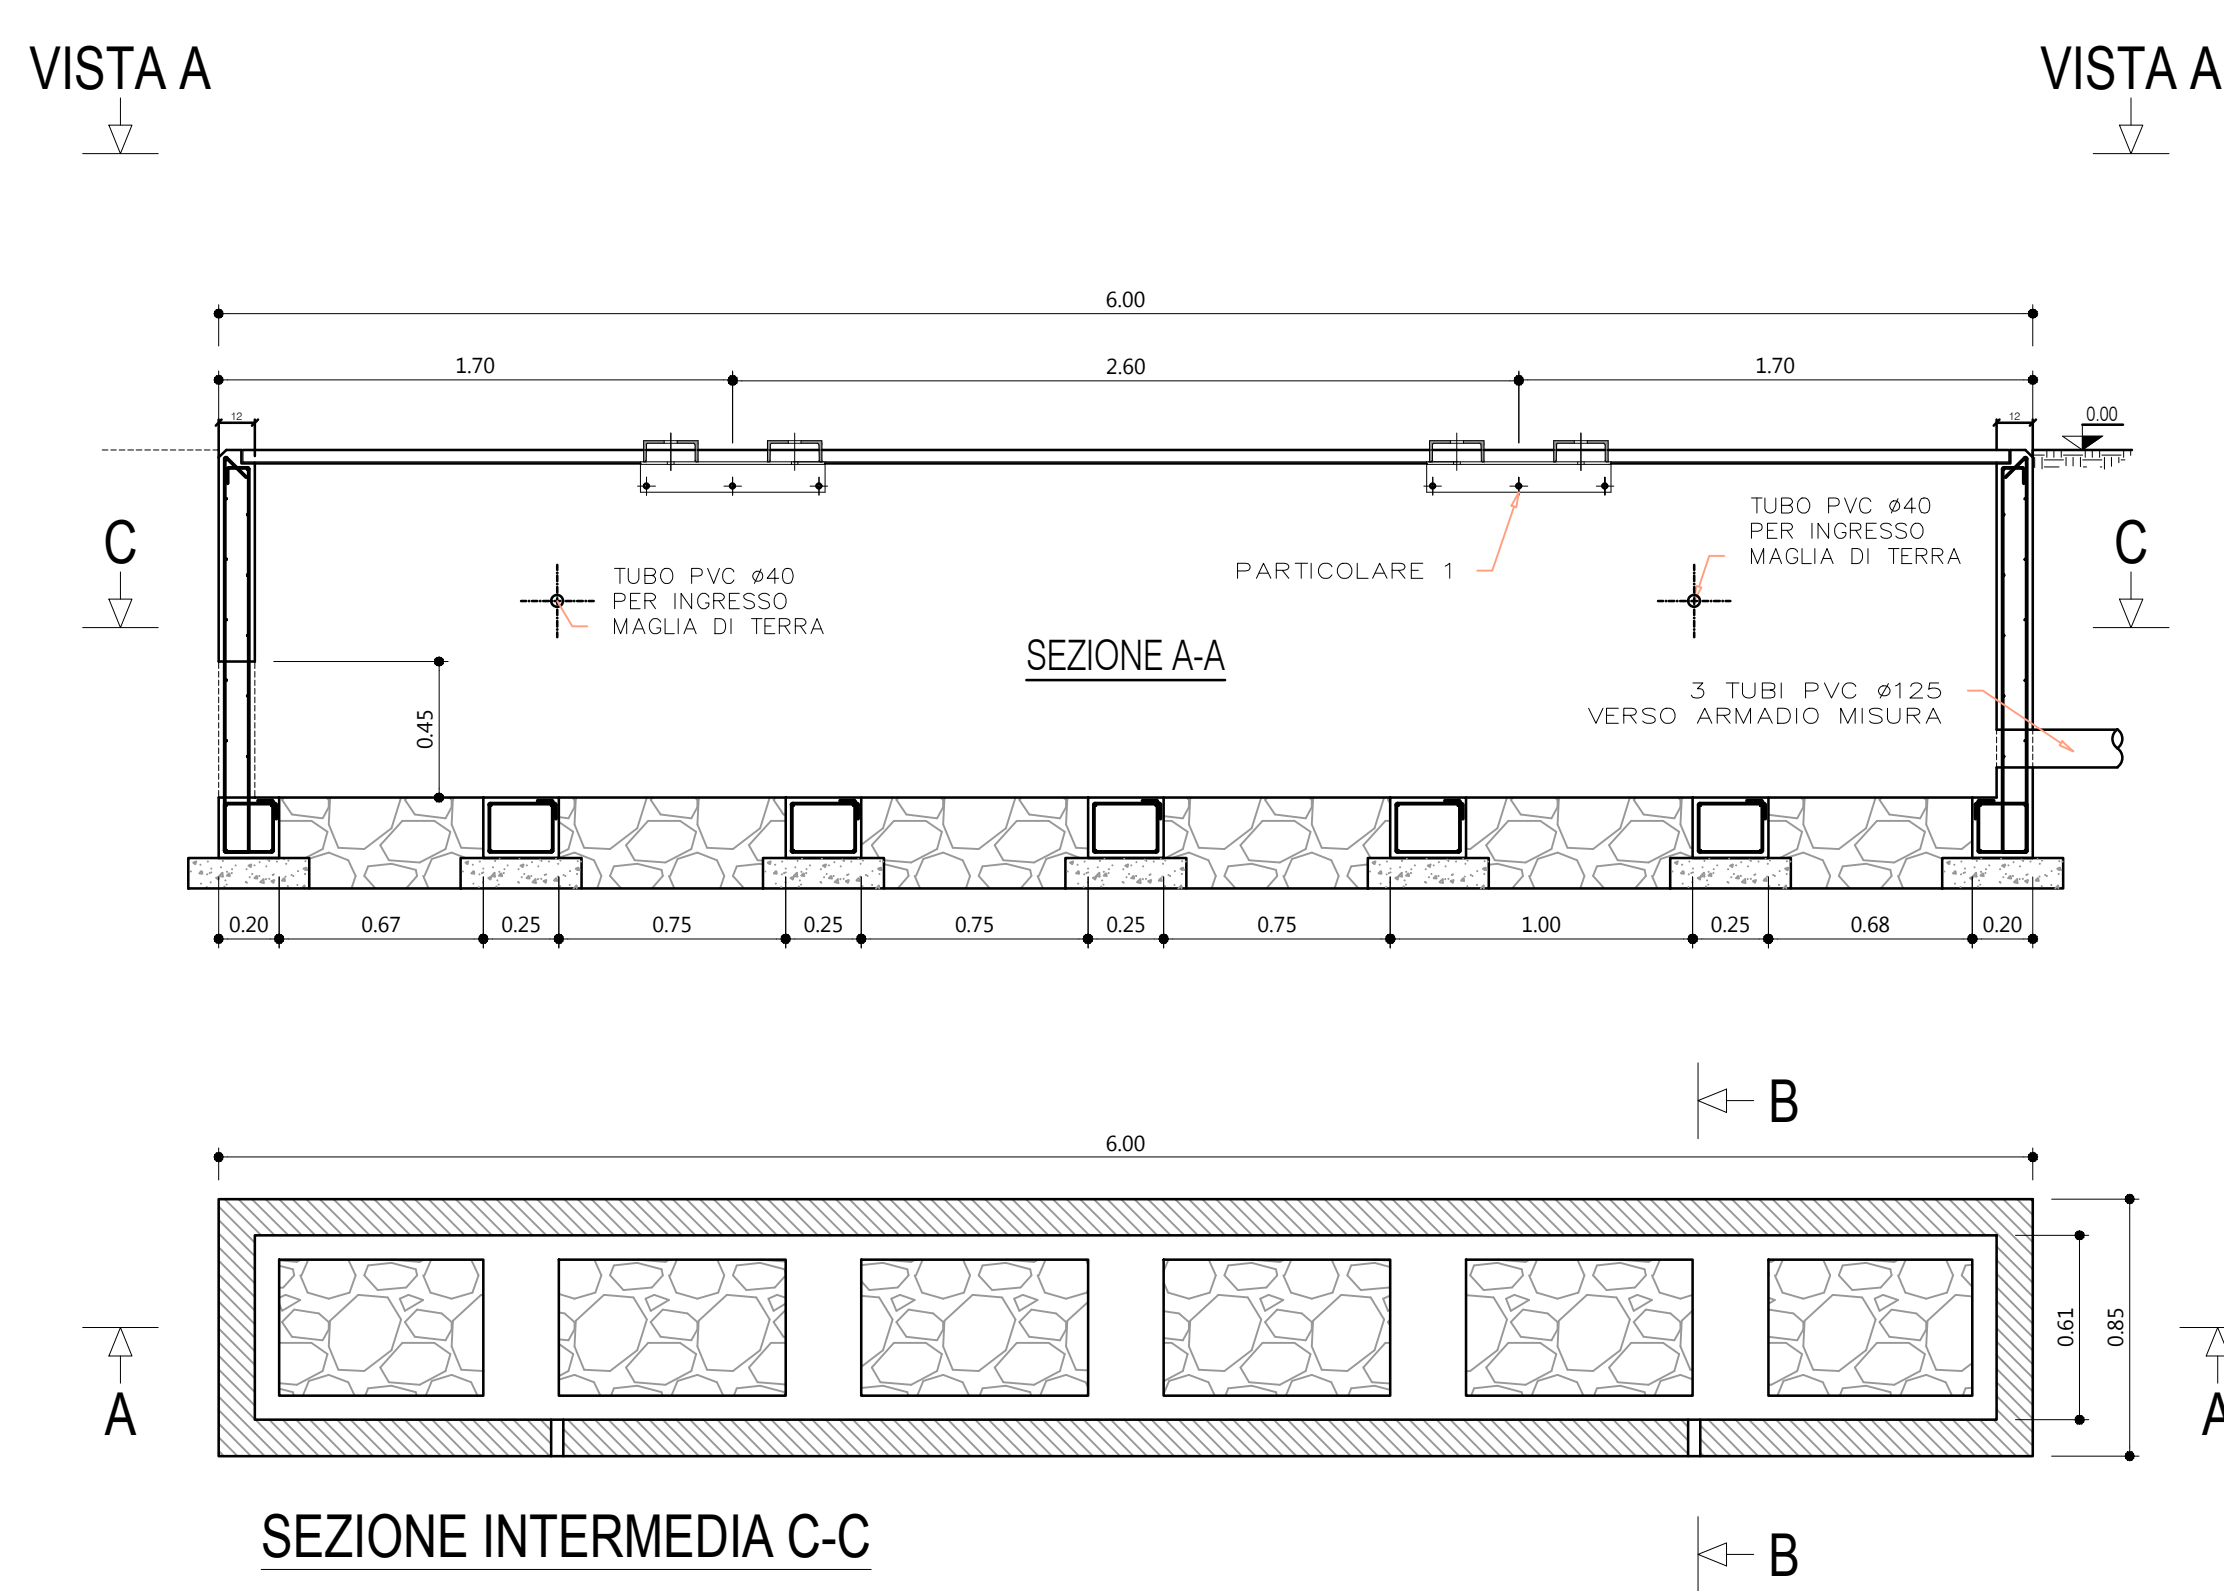 VISTA A
VISTA A
6.00
1.70
2.60
1.70
12
12
0.00
C
C
TUBO PVC ø40
PER INGRESSO
MAGLIA DI TERRA
PARTICOLARE 1
TUBO PVC ø40
PER INGRESSO
MAGLIA DI TERRA
SEZIONE A-A
3 TUBI PVC ø125
VERSO ARMADIO MISURA
0.45
0.20
0.67
0.25
0.75
0.25
0.75
0.25
0.75
1.00
0.25
0.68
0.20
B
6.00
0.61
0.85
A
A
SEZIONE INTERMEDIA C-C
B